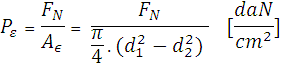 P_ε = F_N / A_ϵ = F_N / (π/4 . (d_1^2 − d_2^2)) [daN / cm^2]